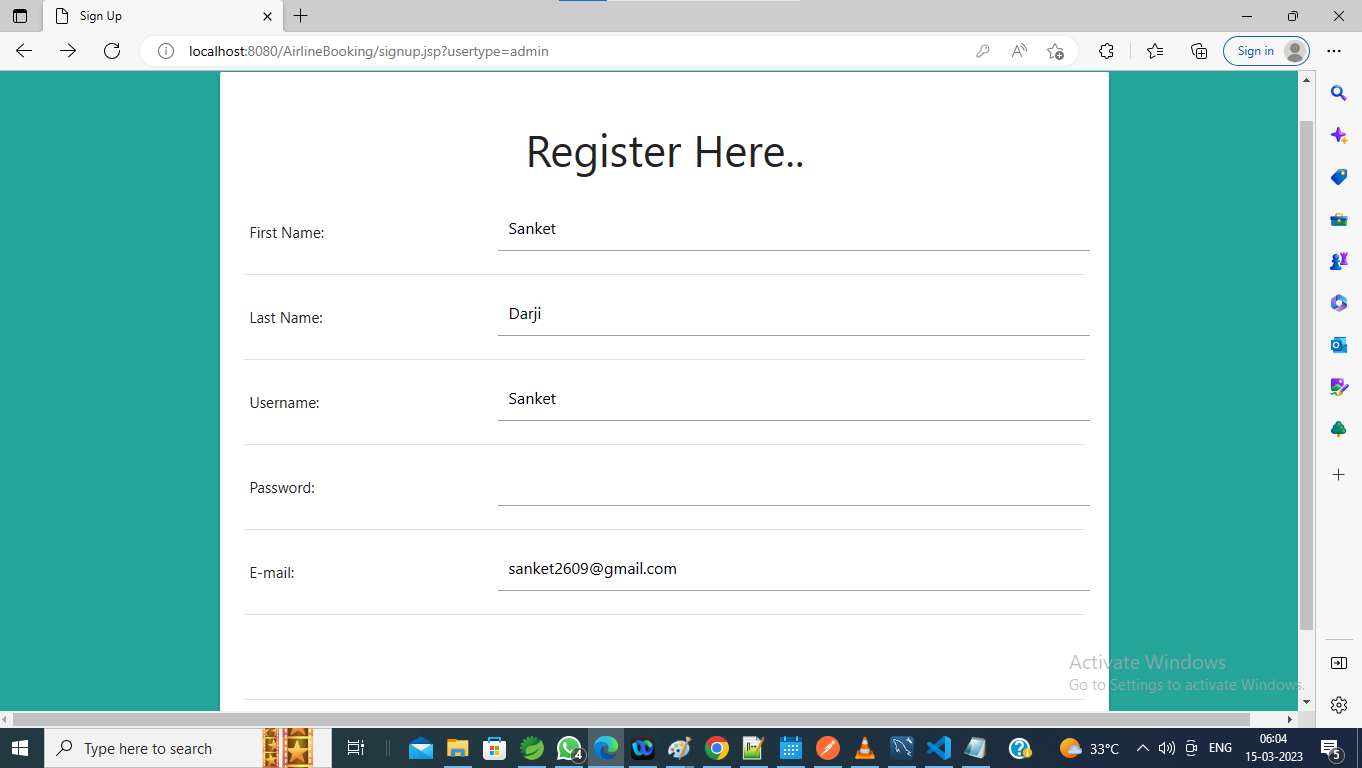 Sign Up
localhost:8080/AirlineBooking/signup.jsp?usertype=admin
Sign in
Register Here..
First Name: Sanket
Last Name: Darji
Username: Sanket
Password:
E-mail: sanket2609@gmail.com
Activate Windows
Go to Settings to activate Windows.
Type here to search
4
33°C
ENG
06:04
15-03-2023
5